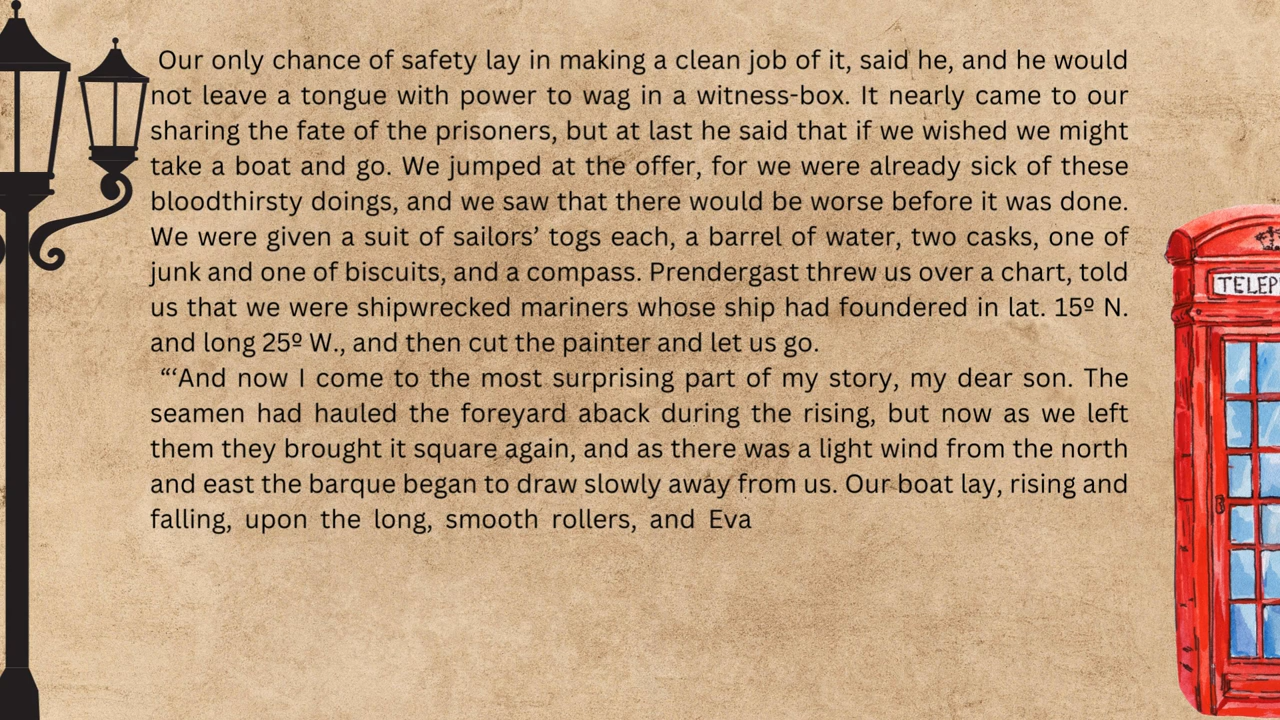 Our only chance of safety lay in making a clean job of it, said he, and he would
not leave a tongue with power to wag in a witness-box. It nearly came to our
sharing the fate of the prisoners, but at last he said that if we wished we might
take a boat and go. We jumped at the offer, for we were already sick of these
bloodthirsty doings, and we saw that there would be worse before it was done.
We were given a suit of sailors’ togs each, a barrel of water, two casks, one of
junk and one of biscuits, and a compass. Prendergast threw us over a chart, told
us that we were shipwrecked mariners whose ship had foundered in lat. 15º N.
and long 25º W., and then cut the painter and let us go.
“‘And now I come to the most surprising part of my story, my dear son. The
seamen had hauled the foreyard aback during the rising, but now as we left
them they brought it square again, and as there was a light wind from the north
and east the barque began to draw slowly away from us. Our boat lay, rising and
falling, upon the long, smooth rollers, and Eva
TELEP